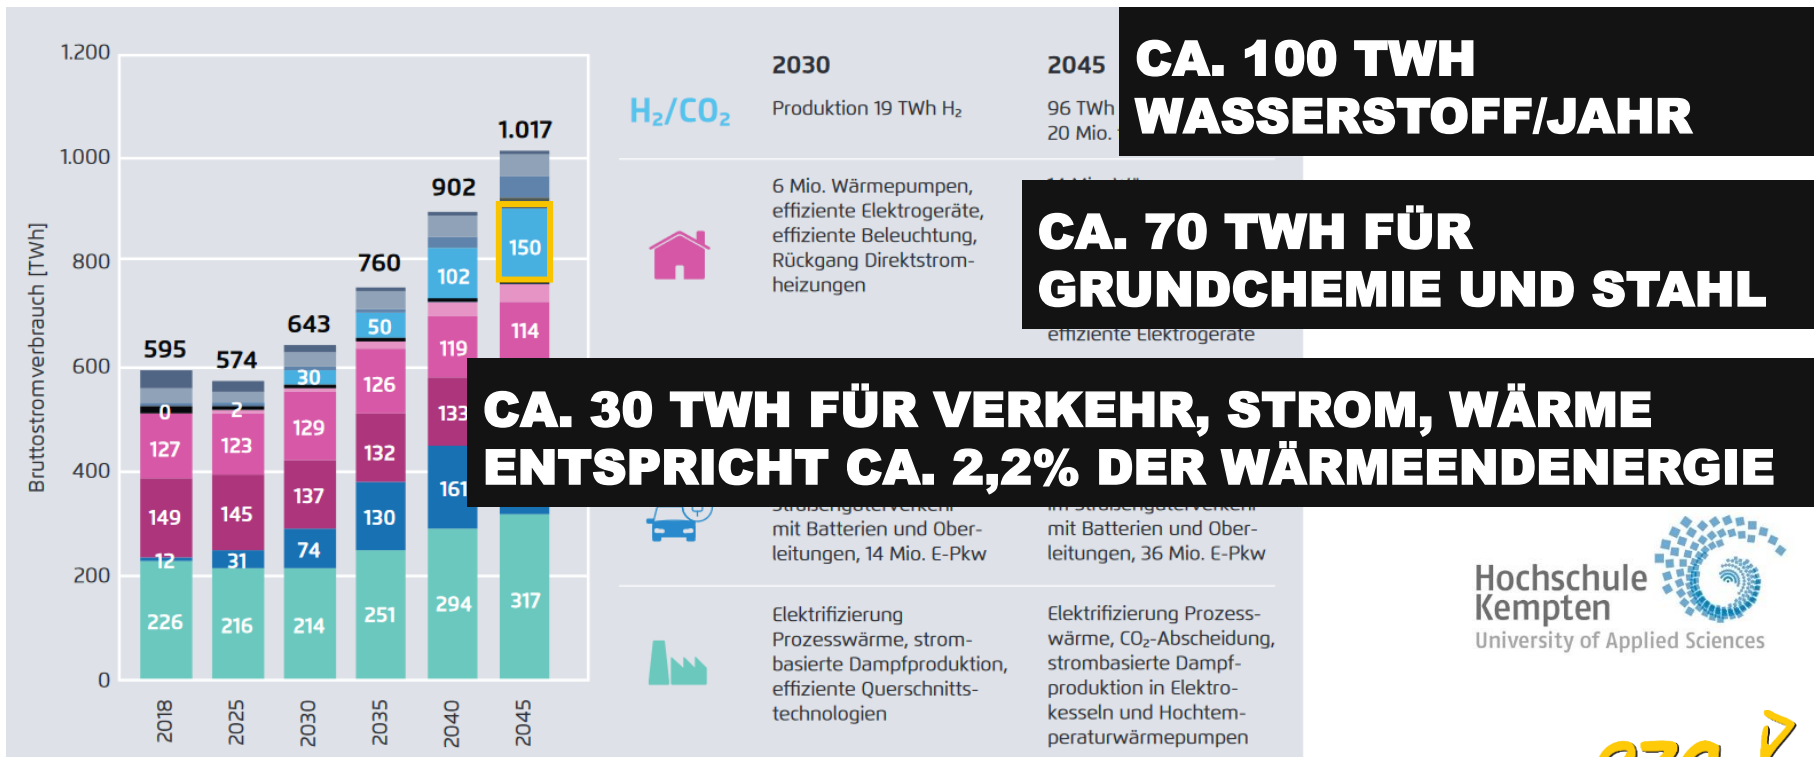 CA. 100 TWH
WASSERSTOFF/JAHR
CA. 70 TWH FÜR
GRUNDCHEMIE UND STAHL
CA. 30 TWH FÜR VERKEHR, STROM, WÄRME
ENTSPRICHT CA. 2,2% DER WÄRMEENDENERGIE
Bruttostromverbrauch [TWh]
1.200
1.000
800
600
400
200
0
595
0
127
149
12
226
2018
574
2
123
145
31
216
2025
643
30
129
137
74
214
2030
760
50
126
132
130
251
2035
902
102
119
133
161
294
2040
1.017
150
114
317
2045
2030
2045
H₂/CO₂
Produktion 19 TWh H₂
96 TWh
20 Mio.
6 Mio. Wärmepumpen,
effiziente Elektrogeräte,
effiziente Beleuchtung,
Rückgang Direktstrom-
heizungen
effiziente Elektrogeräte
mit Batterien und Ober-
leitungen, 14 Mio. E-Pkw
mit Batterien und Ober-
leitungen, 36 Mio. E-Pkw
Elektrifizierung
Prozesswärme, strom-
basierte Dampfproduktion,
effiziente Querschnitts-
technologien
Elektrifizierung Prozess-
wärme, CO₂-Abscheidung,
strombasierte Dampf-
produktion in Elektro-
kesseln und Hochtem-
peraturwärmepumpen
Hochschule
Kempten
University of Applied Sciences